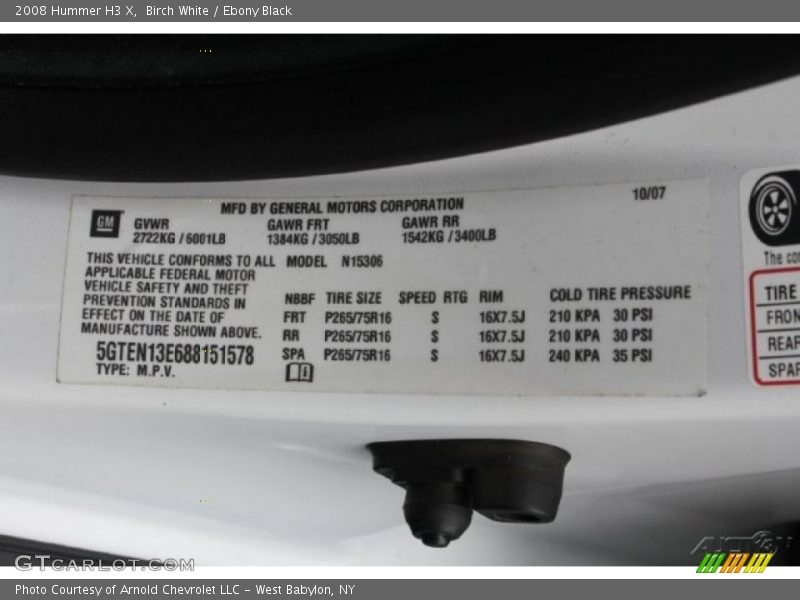 2008 Hummer H3 X, Birch White / Ebony Black
MFD BY GENERAL MOTORS CORPORATION 10/07
GM GVWR GAWR FRT GAWR RR
2722KG / 6001LB 1384KG / 3050LB 1542KG / 3400LB
THIS VEHICLE CONFORMS TO ALL MODEL N15306
APPLICABLE FEDERAL MOTOR
VEHICLE SAFETY AND THEFT
PREVENTION STANDARDS IN
EFFECT ON THE DATE OF
MANUFACTURE SHOWN ABOVE.
5GTEN13E688151578
TYPE: M.P.V.
NBBF TIRE SIZE SPEED RTG RIM COLD TIRE PRESSURE
FRT P265/75R16 S 16X7.5J 210 KPA 30 PSI
RR P265/75R16 S 16X7.5J 210 KPA 30 PSI
SPA P265/75R16 S 16X7.5J 240 KPA 35 PSI
The
TIRE
FRON
REAR
SPAR
GTCARLOT.COM
Photo Courtesy of Arnold Chevrolet LLC - West Babylon, NY